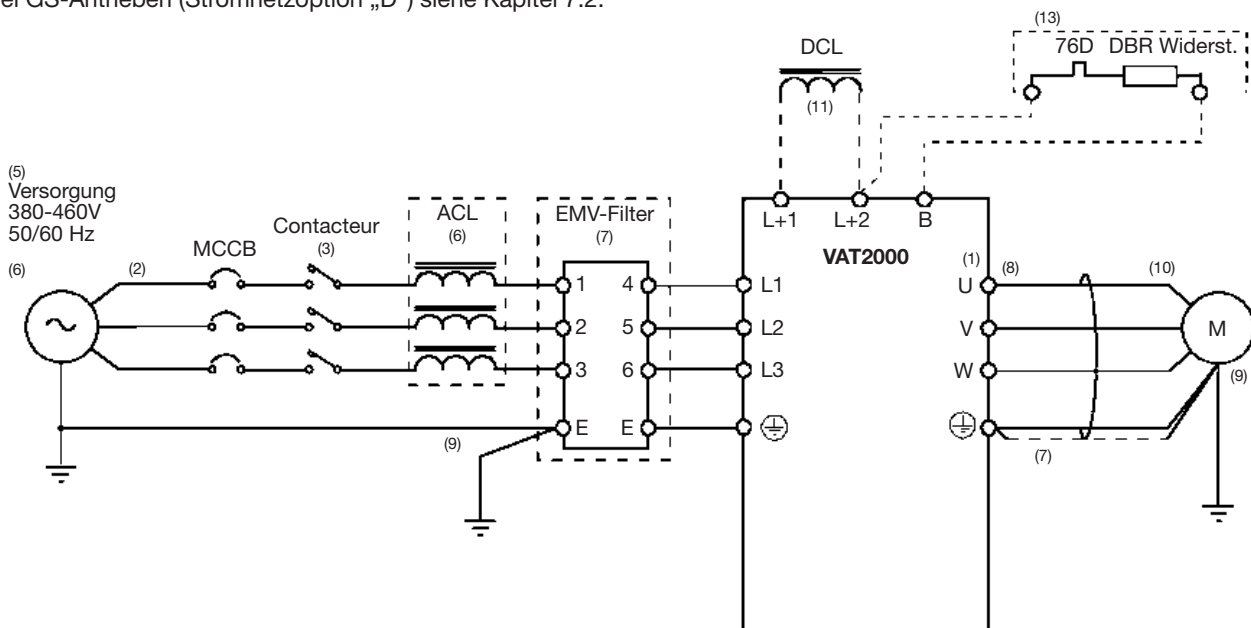 ei GS-Antrieben (Stromnetzoption „D“) siehe Kapitel 7.2.
(13)
DCL
76D DBR Widerst.
(11)
(5)
Versorgung
380-460V
50/60 Hz
ACL
EMV-Filter
L+1 L+2 B
Contacteur
(6) (7)
MCCB
(3)
VAT2000
(6) (2)
(1) (8) (10)
1 4 L1 U
2 5 L2 V M
3 6 L3 W
(9)
E E
(9) (7)